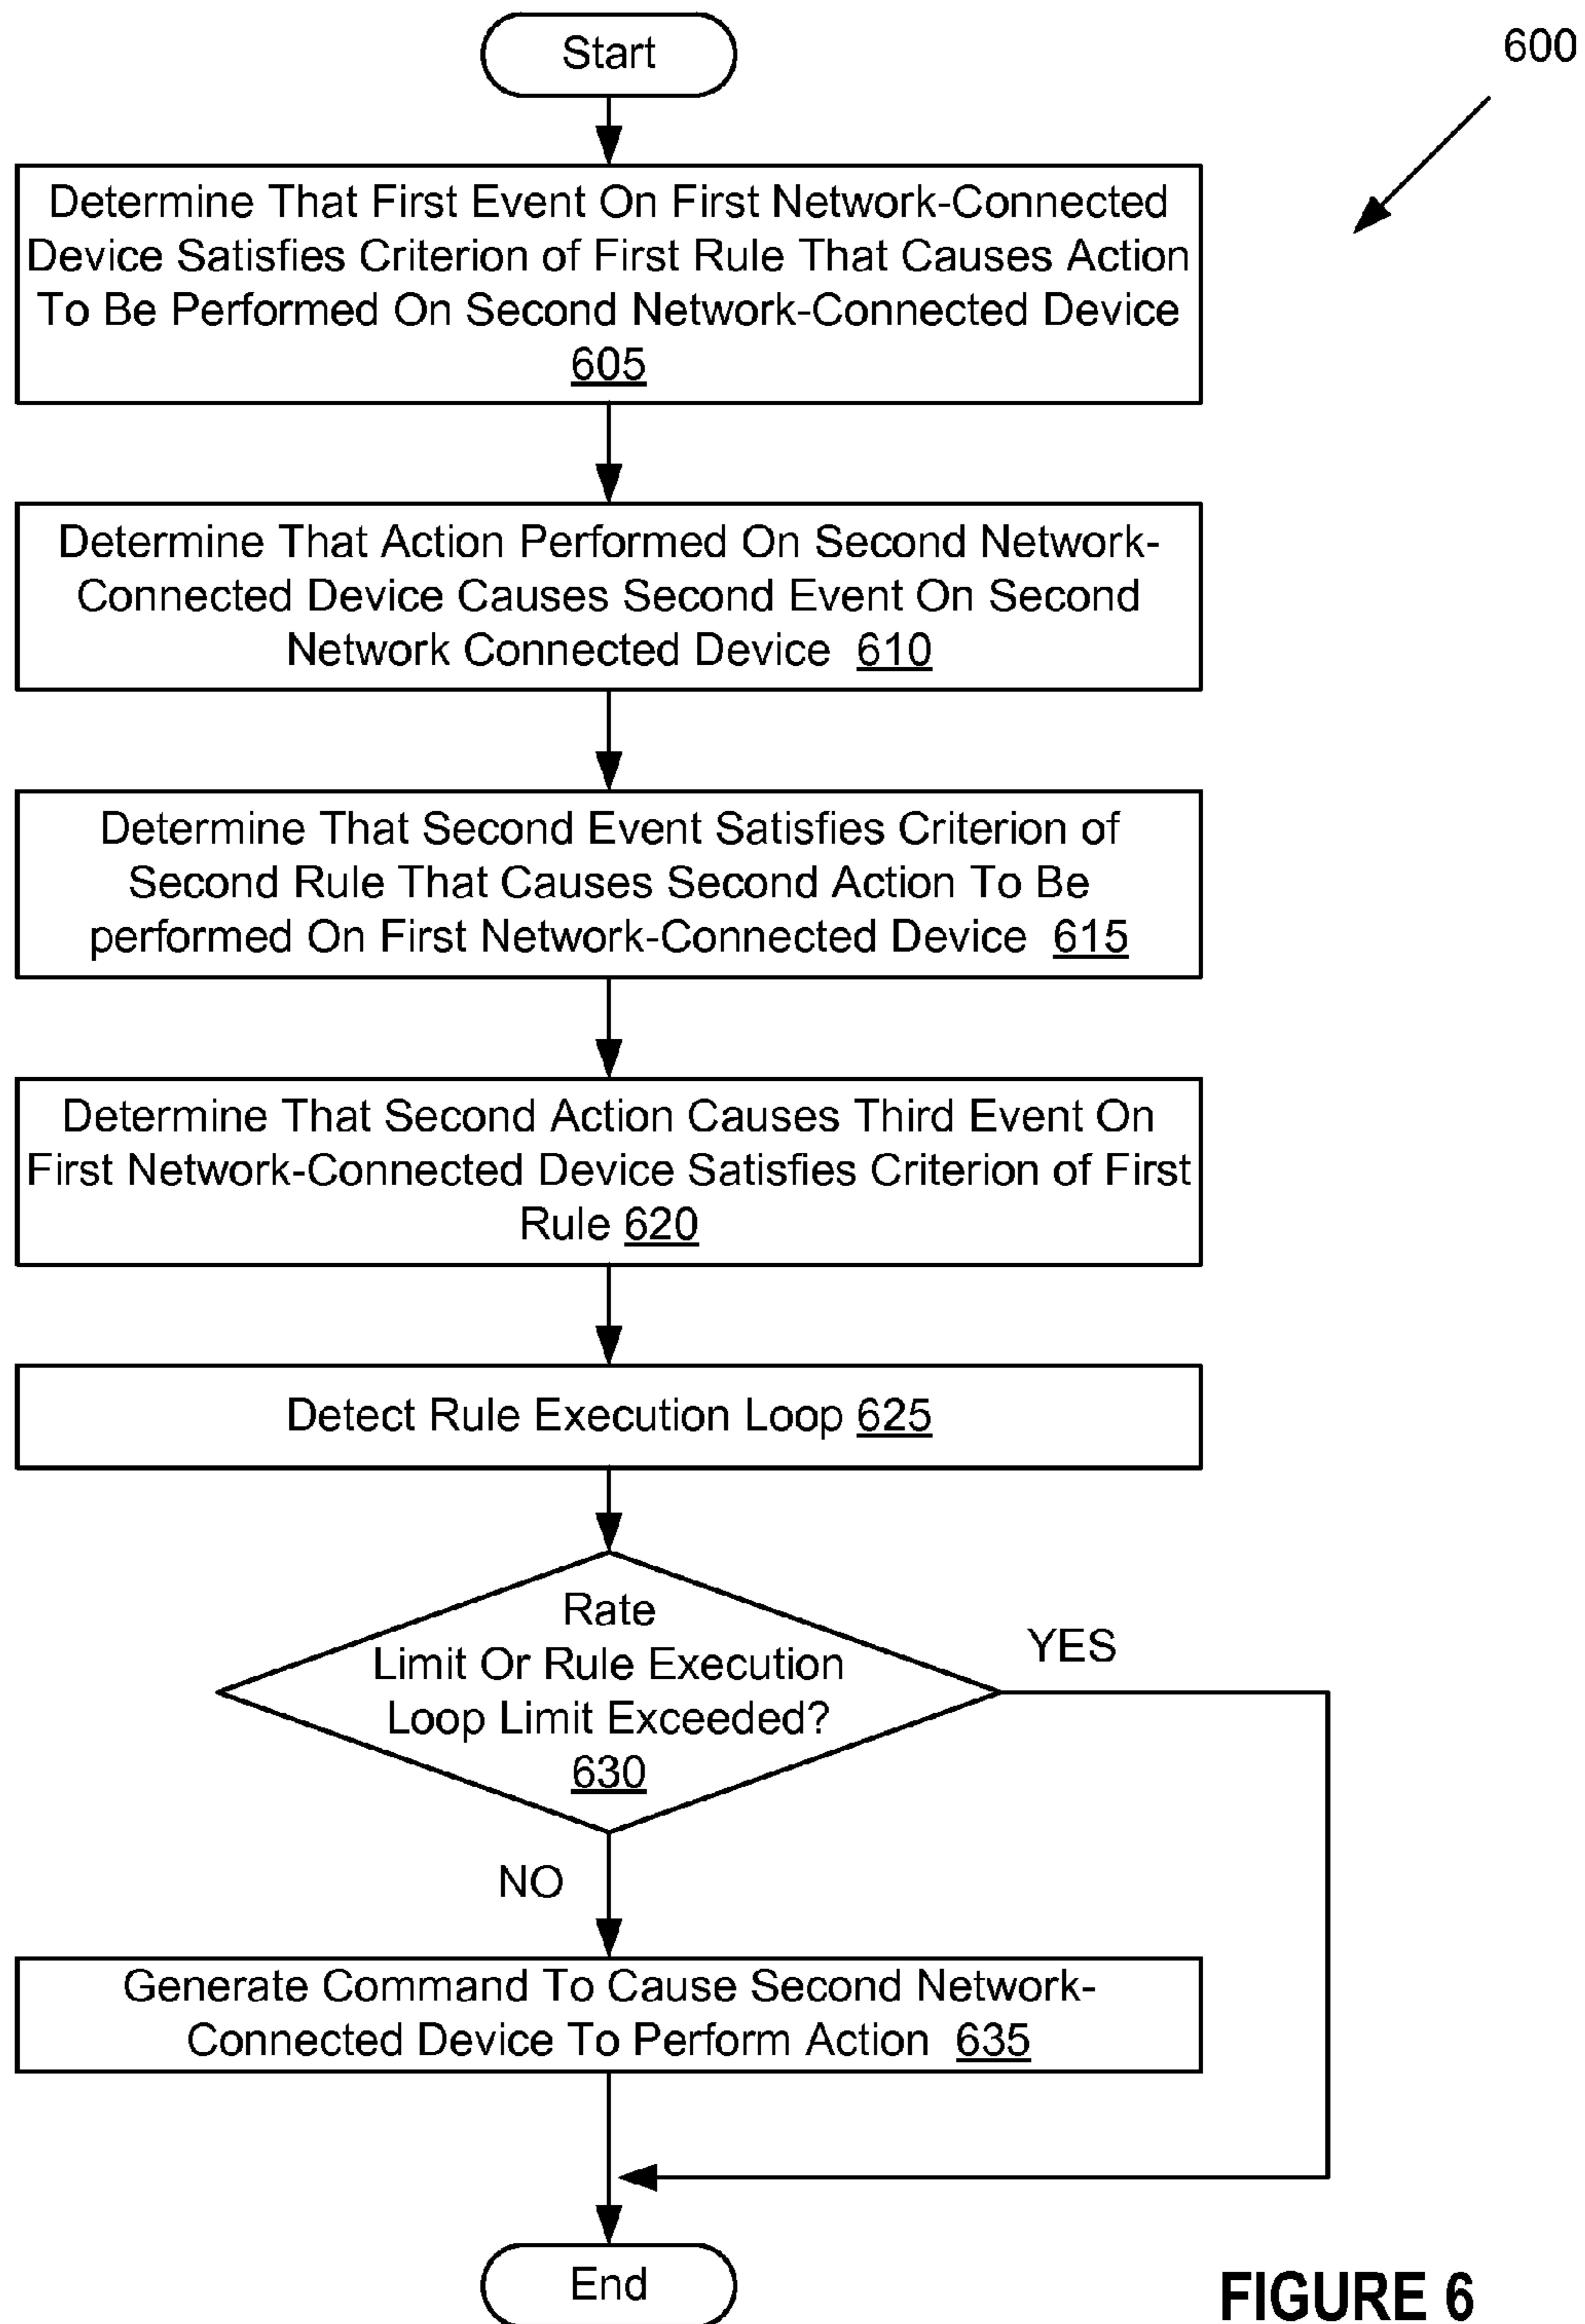 Start
600
Determine That First Event On First Network-Connected
Device Satisfies Criterion of First Rule That Causes Action
To Be Performed On Second Network-Connected Device
605
Determine That Action Performed On Second Network-
Connected Device Causes Second Event On Second
Network Connected Device 610
Determine That Second Event Satisfies Criterion of
Second Rule That Causes Second Action To Be
performed On First Network-Connected Device 615
Determine That Second Action Causes Third Event On
First Network-Connected Device Satisfies Criterion of First
Rule 620
Detect Rule Execution Loop 625
Rate
Limit Or Rule Execution
Loop Limit Exceeded?
630
YES
NO
Generate Command To Cause Second Network-
Connected Device To Perform Action 635
End
FIGURE 6